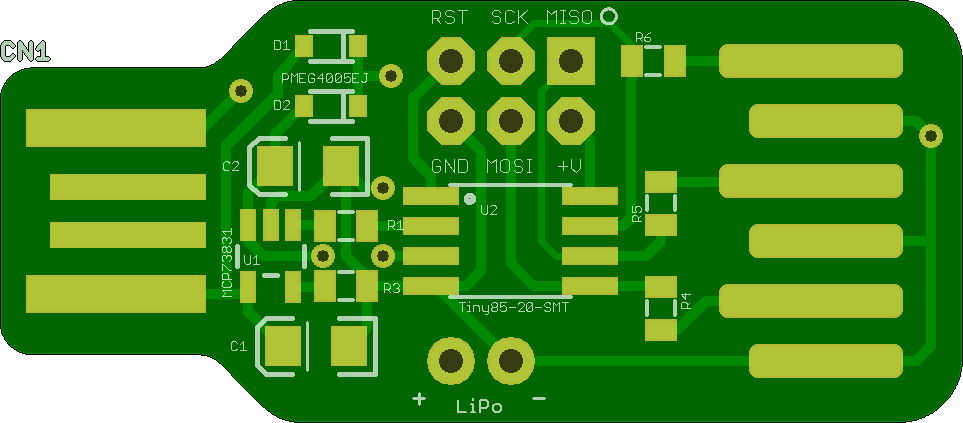 RST SCK MISO
CN1
D1
R6
PMEG4005EJ
D2
C2
GND MOSI +V
U2
R5
R1
MCP73831
U1
R3
R4
Tiny85-20-SMT
C1
+ LiPo -